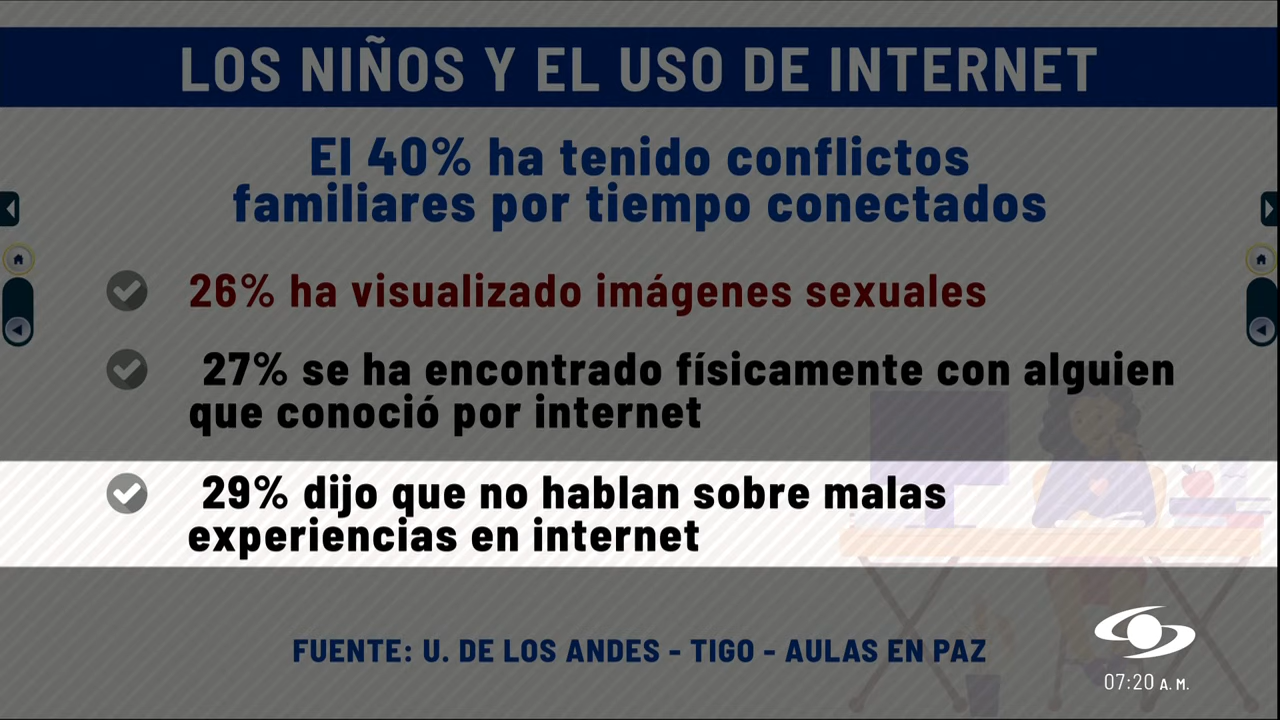 LOS NIÑOS Y EL USO DE INTERNET
El 40% ha tenido conflictos
familiares por tiempo conectados
26% ha visualizado imágenes sexuales
27% se ha encontrado físicamente con alguien
que conoció por internet
29% dijo que no hablan sobre malas
experiencias en internet
FUENTE: U. DE LOS ANDES - TIGO - AULAS EN PAZ
07:20 A. M.